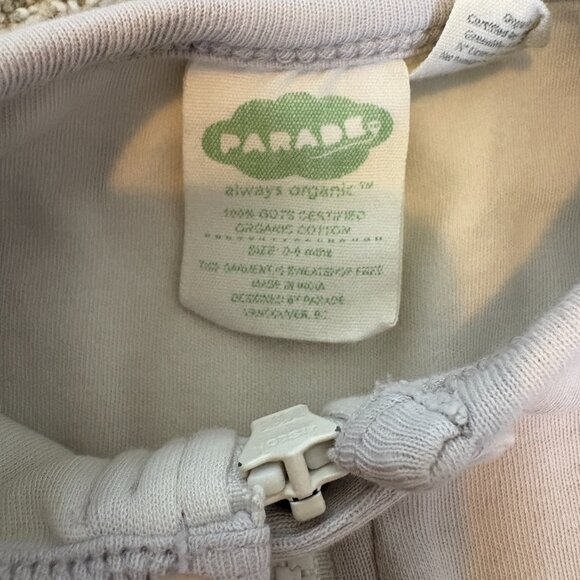 PARADE
always organic™
100% GOTS CERTIFIED
ORGANIC COTTON
SIZE: 0-6 mths
THIS GARMENT IS SWEATSHOP FREE
MADE IN INDIA
DESIGNED BY PARADE
VANCOUVER, BC